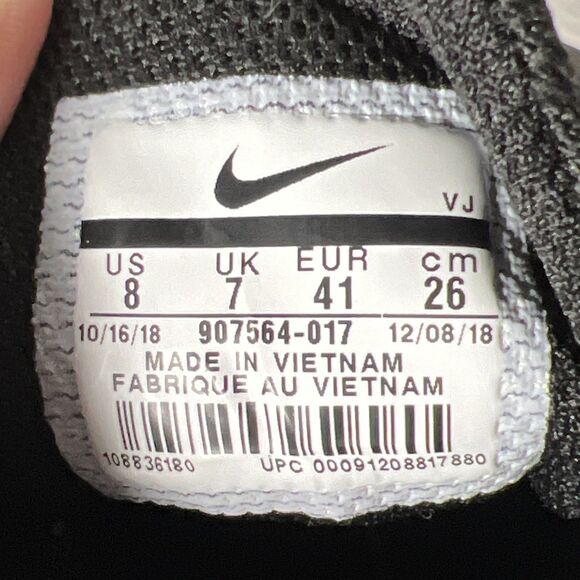 VJ
US UK EUR cm
8 7 41 26
10/16/18 907564-017 12/08/18
MADE IN VIETNAM
FABRIQUE AU VIETNAM
108836180 UPC 00091208817880